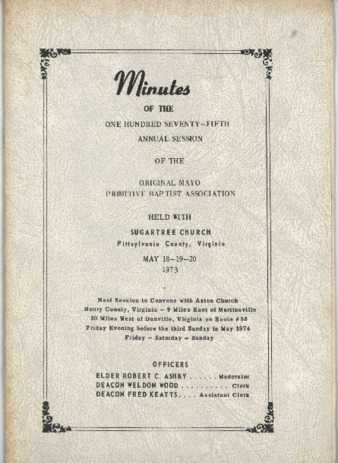 Minutes
OF THE
ONE HUNDRED SEVENTY-FIFTH
ANNUAL SESSION
OF THE
ORIGINAL MAYO
PRIMITIVE BAPTIST ASSOCIATION
HELD WITH
SUGARTREE CHURCH
Pittsylvania County, Virginia
MAY 18-19-20
1973
Next Session to Convene with Axton Church
Henry County, Virginia - 9 Miles East of Martinsville
20 Miles West of Danville, Virginia on Route #58
Friday Evening before the third Sunday in May 1974
Friday - Saturday - Sunday
OFFICERS
ELDER ROBERT C. ASHBY ...... Moderator
DEACON WELDON WOOD .......... Clerk
DEACON FRED KEATTS .... Assistant Clerk